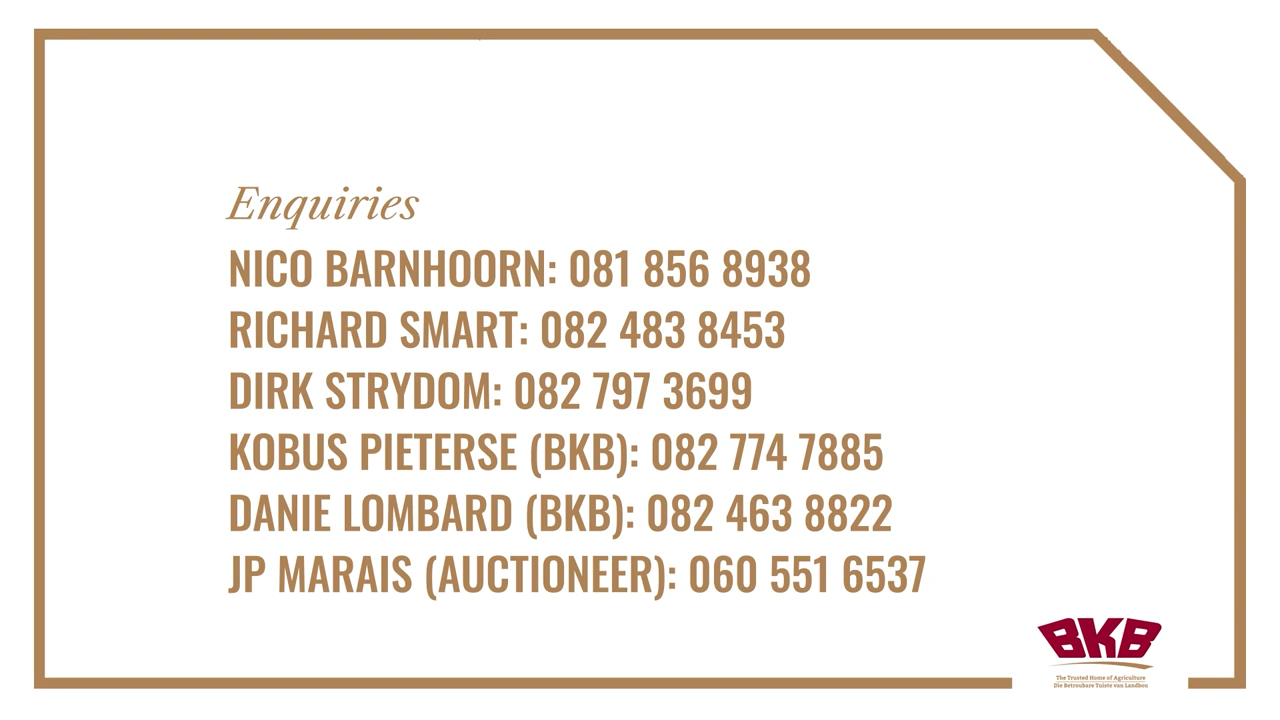 Enquiries
NICO BARNHOORN: 081 856 8938
RICHARD SMART: 082 483 8453
DIRK STRYDOM: 082 797 3699
KOBUS PIETERSE (BKB): 082 774 7885
DANIE LOMBARD (BKB): 082 463 8822
JP MARAIS (AUCTIONEER): 060 551 6537
BKB
The Trusted Home of Agriculture
Die Betroubare Tuiste van Landbou